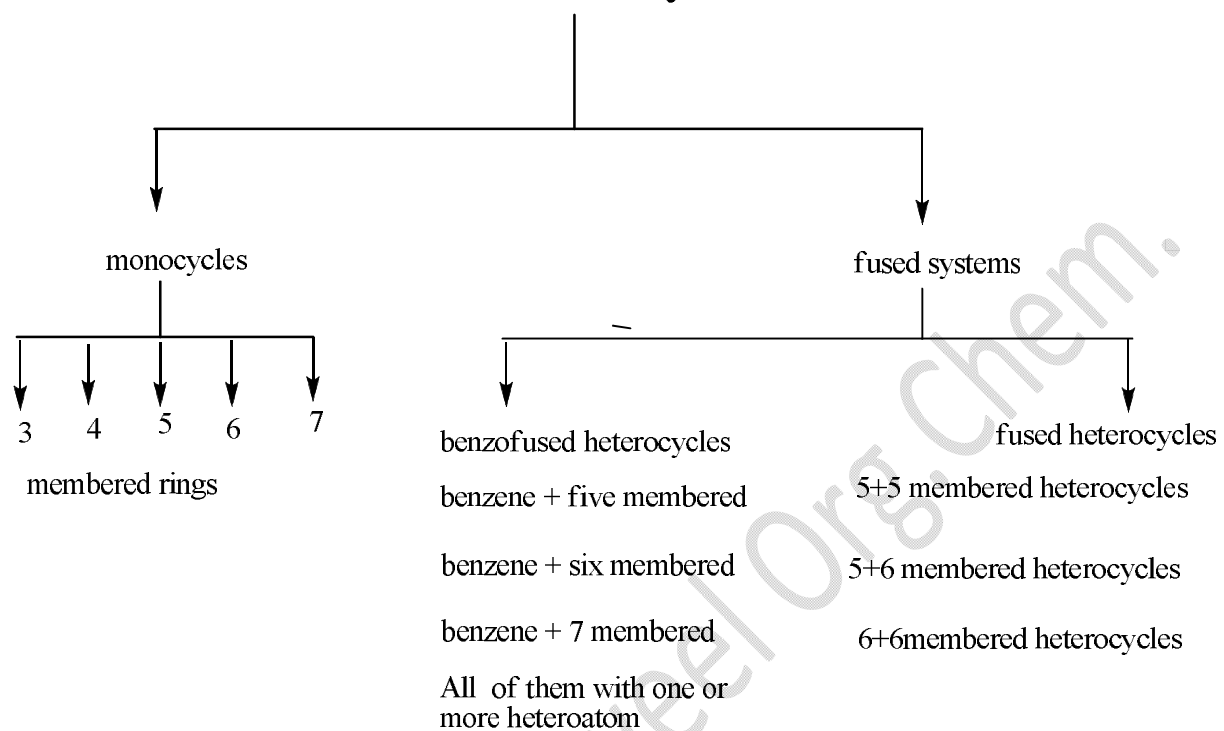 monocycles
fused systems
3 4 5 6 7
membered rings
benzofused heterocycles
benzene + five membered
benzene + six membered
benzene + 7 membered
All of them with one or
more heteroatom
fused heterocycles
5+5 membered heterocycles
5+6 membered heterocycles
6+6membered heterocycles
Org.Chem.